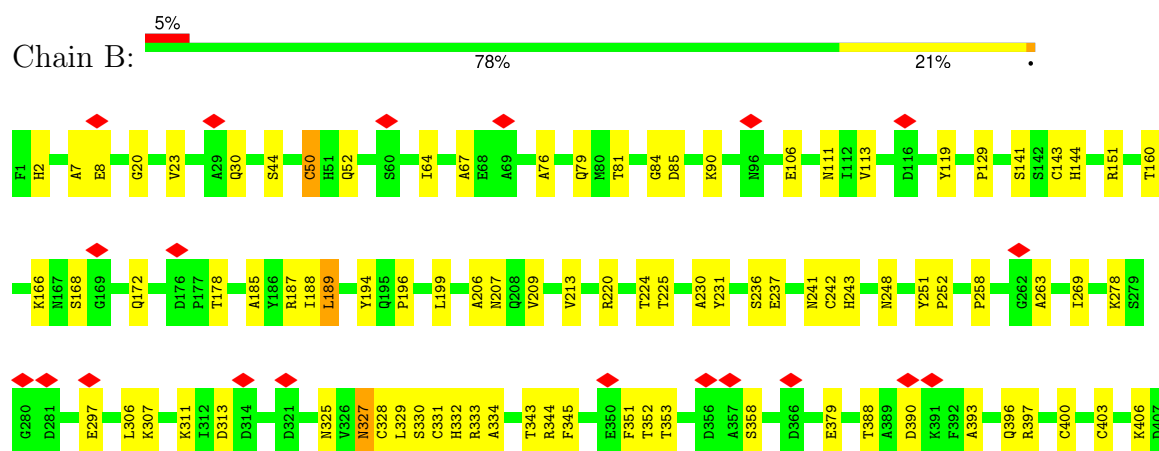 5%
Chain B:
78%
21%
•
F1 H2 A7 E8 G20 V23 A29 Q30 S44 C50 H51 Q52 S60 I64 A67 E68 A69 A76 Q79 M80 T81 G84 D85 K90 N96 E106 N111 I112 V113 D116 Y119 P129 S141 S142 C143 H144 R151 T160
K166 N167 S168 G169 Q172 D176 P177 T178 A185 Y186 R187 I188 L189 Y194 Q195 P196 L199 A206 N207 Q208 V209 V213 R220 T224 T225 A230 Y231 S236 E237 N241 C242 H243 N248 Y251 P252 P258 G262 A263 I269 K278 S279
G280 D281 E297 L306 K307 K311 I312 D313 D314 D321 N325 V326 N327 C328 L329 S330 C331 H332 R333 A334 T343 R344 F345 E350 F351 T352 T353 D356 A357 S358 D366 E379 T388 A389 D390 K391 F392 A393 Q396 R397 C400 C403 K406 D407